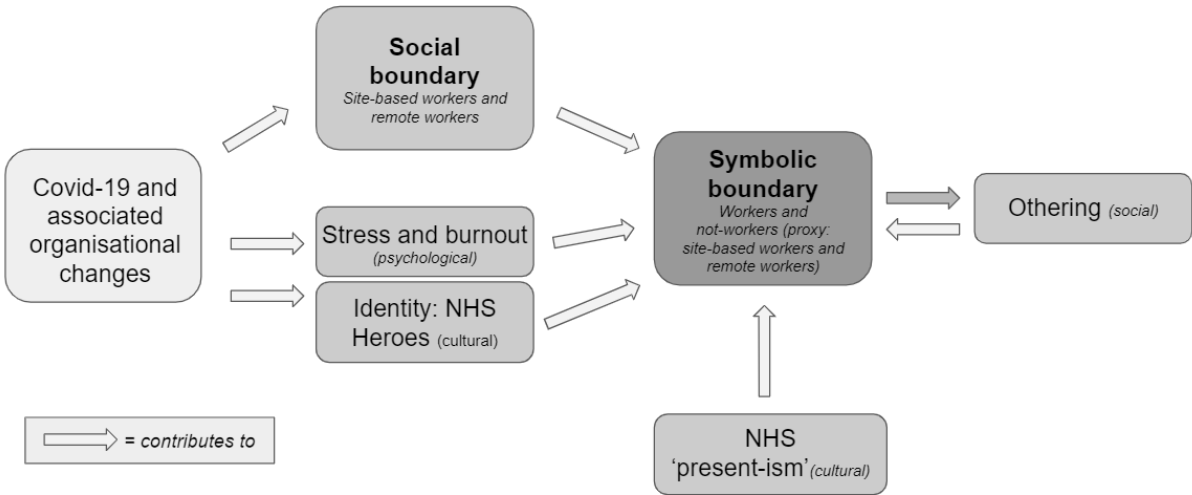 Social
boundary
Site-based workers and
remote workers
Covid-19 and
associated
organisational
changes
Stress and burnout
(psychological)
Identity: NHS
Heroes (cultural)
Symbolic
boundary
Workers and
not-workers (proxy:
site-based workers and
remote workers)
Othering (social)
= contributes to
NHS
‘present-ism’ (cultural)